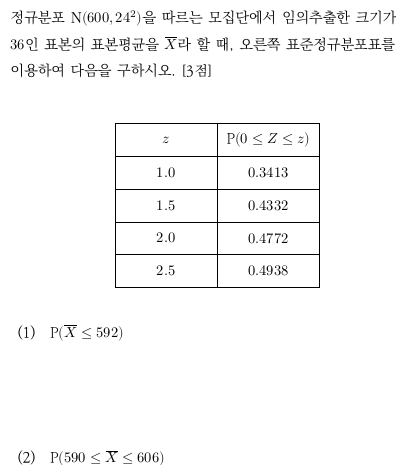 정규분포 N(600, 24²)을 따르는 모집단에서 임의추출한 크기가
36인 표본의 표본평균을 X̅라 할 때, 오른쪽 표준정규분포표를
이용하여 다음을 구하시오. [3점]
z P(0 ≤ Z ≤ z)
1.0 0.3413
1.5 0.4332
2.0 0.4772
2.5 0.4938
(1) P(X̅ ≤ 592)
(2) P(590 ≤ X̅ ≤ 606)